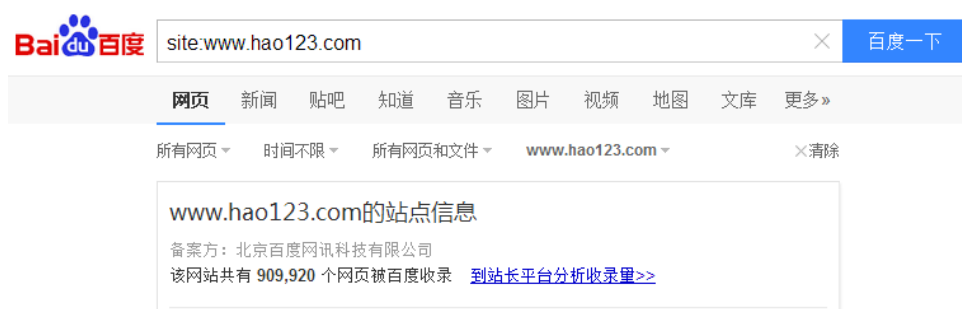 Bai du 百度 site:www.hao123.com × 百度一下
网页 新闻 贴吧 知道 音乐 图片 视频 地图 文库 更多»
所有网页 时间不限 所有网页和文件 www.hao123.com ×清除
www.hao123.com的站点信息
备案方：北京百度网讯科技有限公司
该网站共有 909,920 个网页被百度收录 到站长平台分析收录量>>